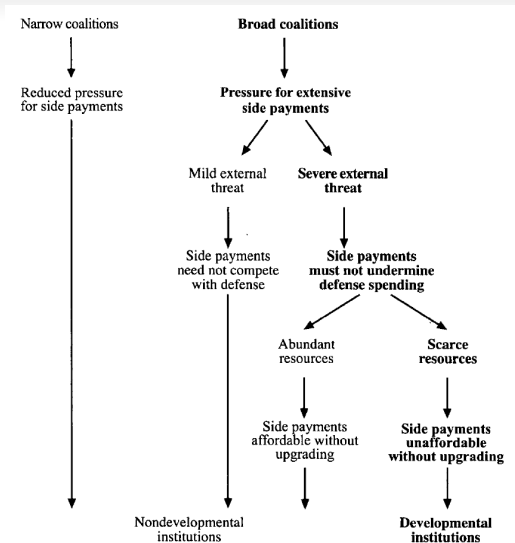 Narrow coalitions
Broad coalitions
Reduced pressure
for side payments
Pressure for extensive
side payments
Mild external
threat
Severe external
threat
Side payments
need not compete
with defense
Side payments
must not undermine
defense spending
Abundant
resources
Scarce
resources
Side payments
affordable without
upgrading
Side payments
unaffordable
without upgrading
Nondevelopmental
institutions
Developmental
institutions